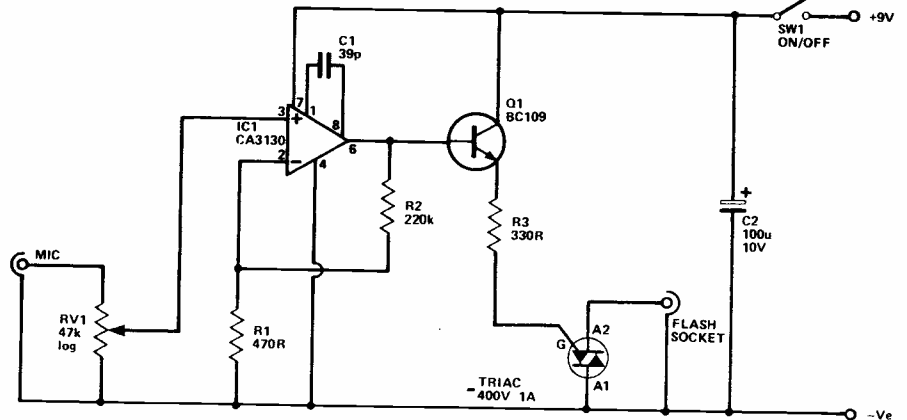 +9V
SW1
ON/OFF
C1
39p
7
1
3
+
IC1
CA3130
8
6
2
−
4
Q1
BC109
R2
220k
R3
330R
+
C2
100u
10V
MIC
RV1
47k
log
R1
470R
A2
G
A1
FLASH
SOCKET
TRIAC
400V 1A
−Ve